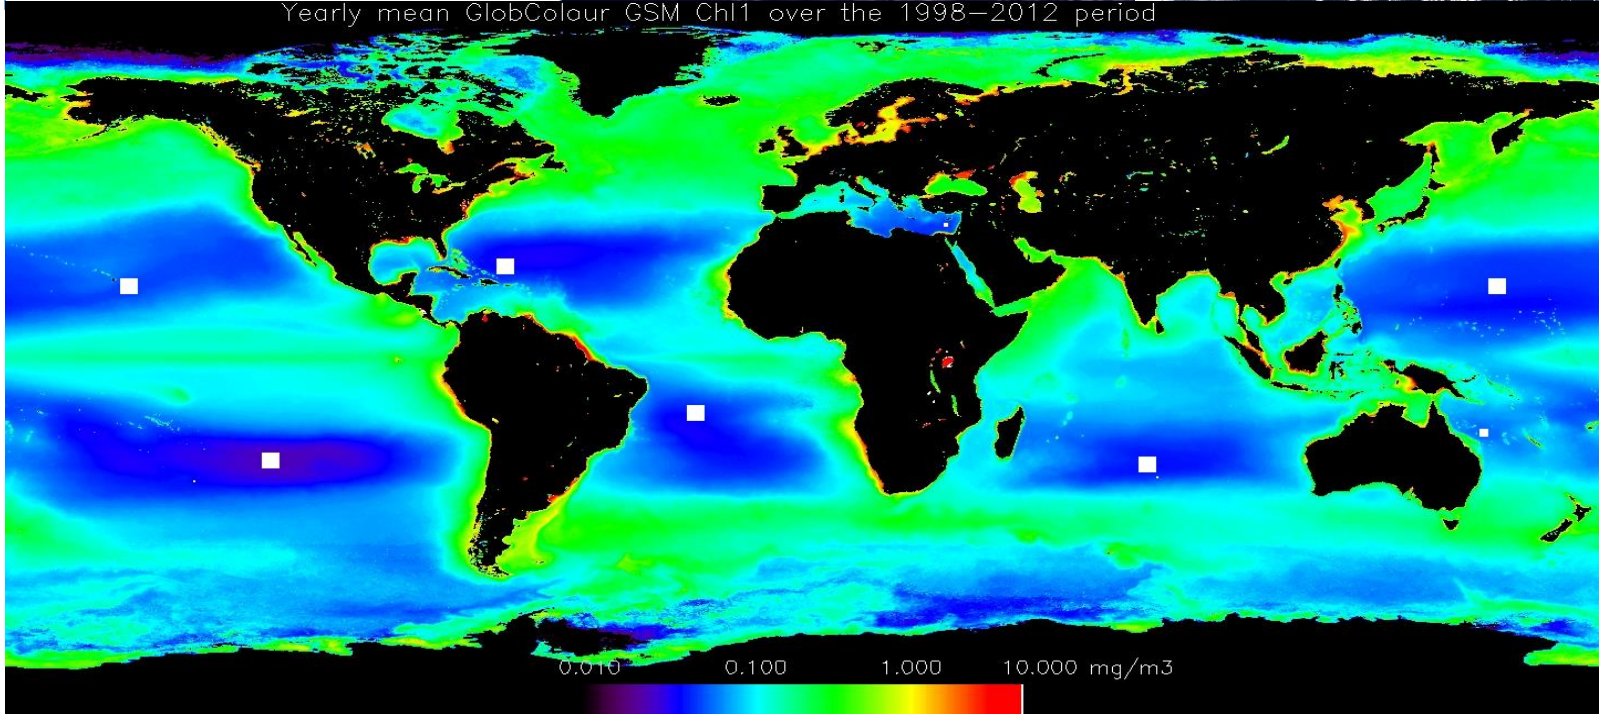 Yearly mean GlobColour GSM Chl1 over the 1998-2012 period
0.010 0.100 1.000 10.000 mg/m3